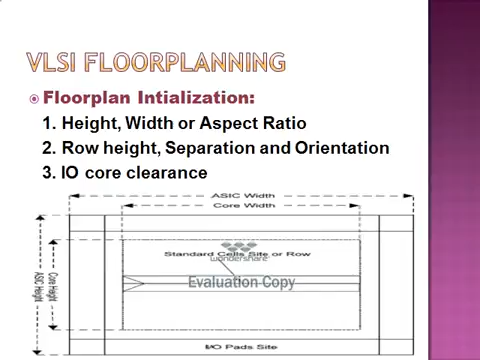 VLSI FLOORPLANNING
Floorplan Intialization:
1. Height, Width or Aspect Ratio
2. Row height, Separation and Orientation
3. IO core clearance
ASIC Width
Core Width
Standard Cells Site or Row
wondershare
Evaluation Copy
ASIC Height
Core Height
I/O Pads Site